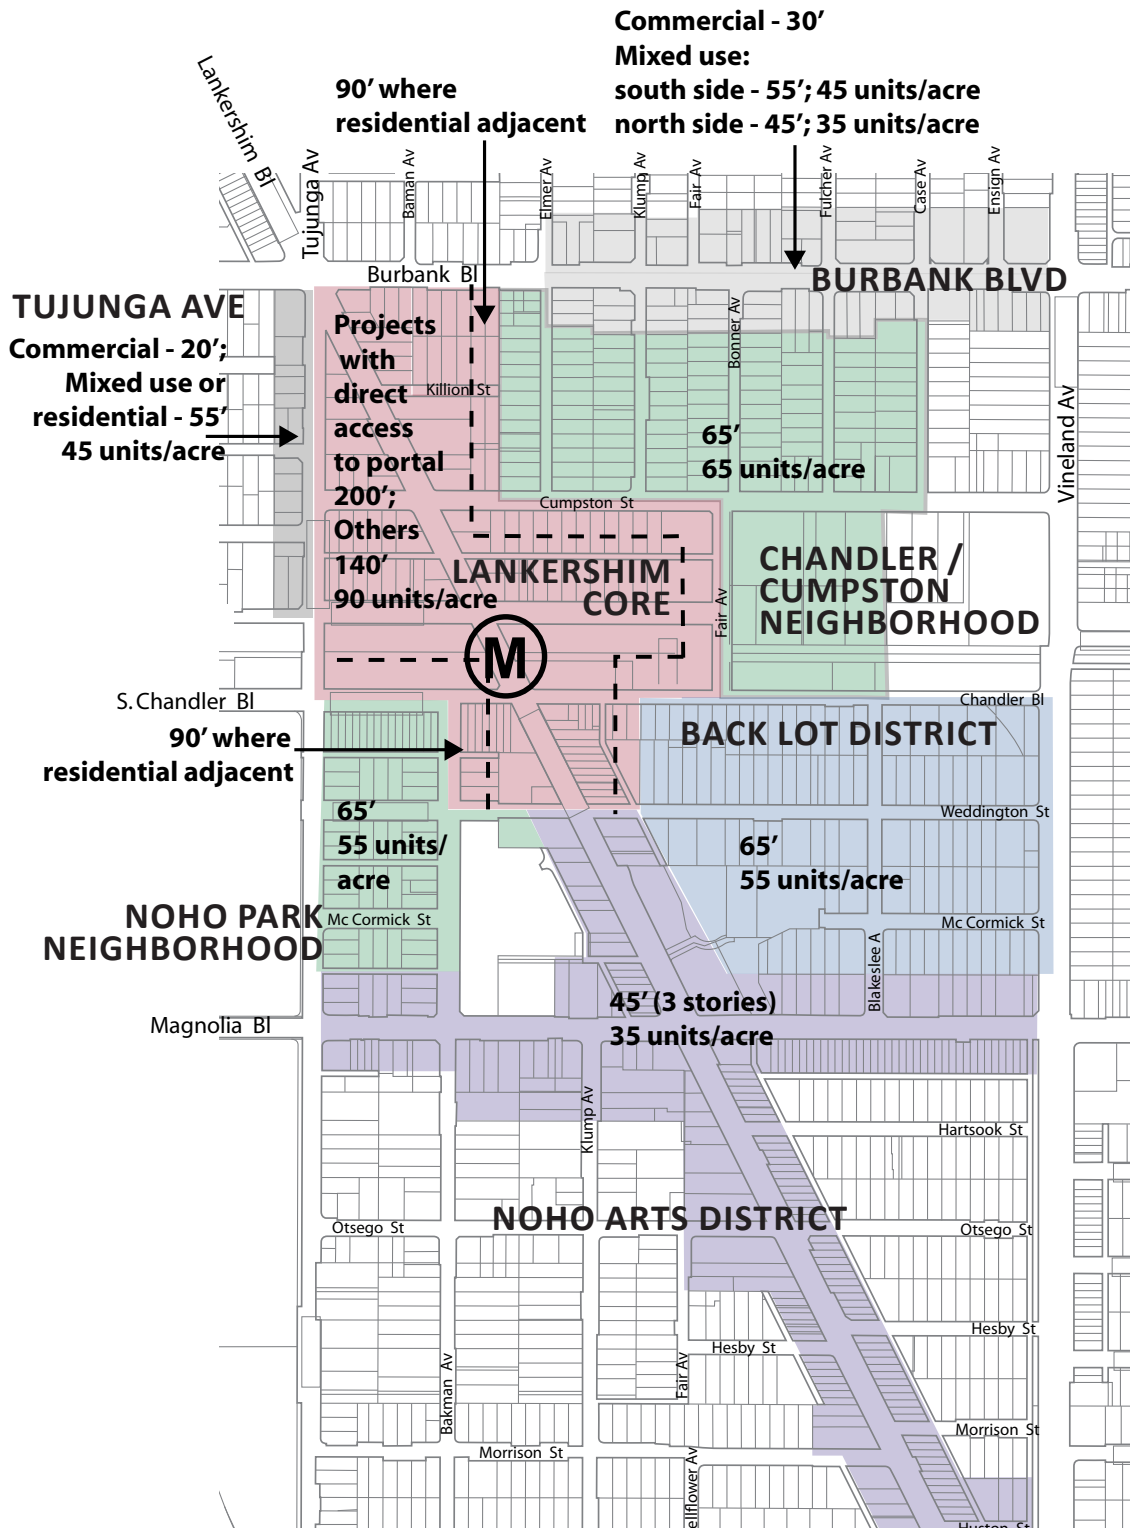 Commercial - 30’
Mixed use:
south side - 55’; 45 units/acre
north side - 45’; 35 units/acre
90’ where
residential adjacent
Lankershim Bl
Tujunga Av
Baman Av
Elmer Av
Klump Av
Fair Av
Fulcher Av
Case Av
Ensign Av
Burbank Bl
BURBANK BLVD
TUJUNGA AVE
Commercial - 20’;
Mixed use or
residential - 55’
45 units/acre
Projects
with
direct
access
to portal
200’;
Others
140’
90 units/acre
Killion St
Bonner Av
Vineland Av
65’
65 units/acre
Cumpston St
LANKERSHIM
CORE
CHANDLER /
CUMPSTON
NEIGHBORHOOD
Fair Av
M
S. Chandler Bl
Chandler Bl
90’ where
residential adjacent
BACK LOT DISTRICT
Weddington St
65’
55 units/
acre
65’
55 units/acre
NOHO PARK
NEIGHBORHOOD
Mc Cormick St
Mc Cormick St
Blakeslee A
45’ (3 stories)
35 units/acre
Magnolia Bl
Klump Av
Hartsook St
NOHO ARTS DISTRICT
Otsego St
Otsego St
Hesby St
Hesby St
Bakman Av
Fair Av
Morrison St
Morrison St
ellflower Av
Huston St